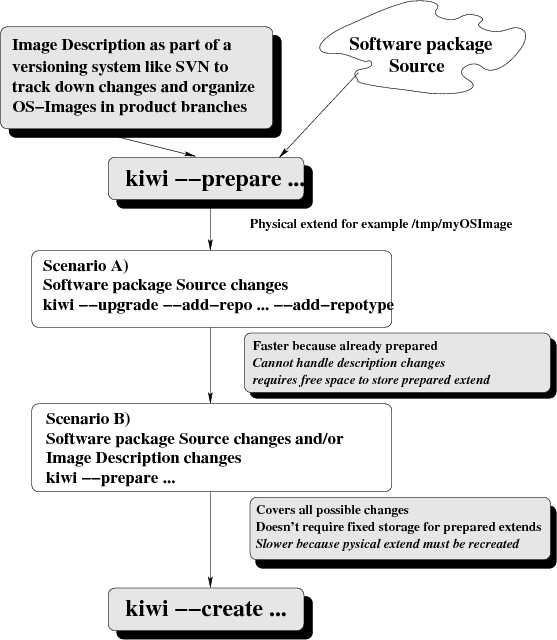 Image Description as part of a
versioning system like SVN to
track down changes and organize
OS−Images in product branches
Software package
Source
kiwi −−prepare ...
Physical extend for example /tmp/myOSImage
Scenario A)
Software package Source changes
kiwi −−upgrade −−add−repo ... −−add−repotype
Faster because already prepared
Cannot handle description changes
requires free space to store prepared extend
Scenario B)
Software package Source changes and/or
Image Description changes
kiwi −−prepare ...
Covers all possible changes
Doesn't require fixed storage for prepared extends
Slower because pysical extend must be recreated
kiwi −−create ...